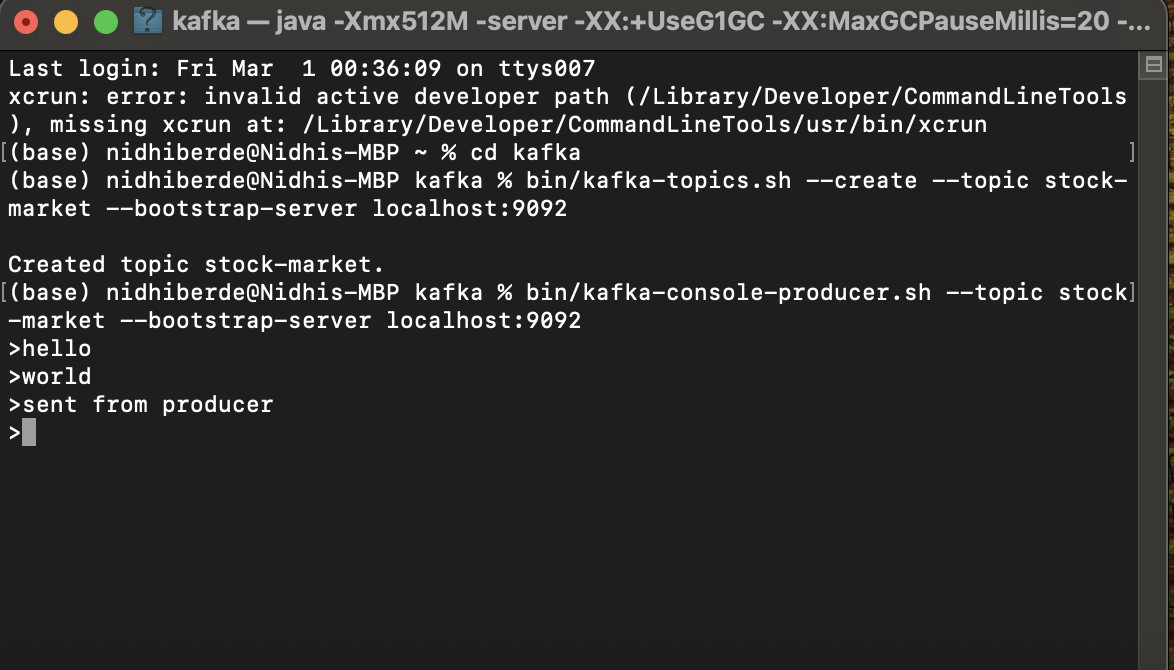 kafka — java -Xmx512M -server -XX:+UseG1GC -XX:MaxGCPauseMillis=20 -...
Last login: Fri Mar  1 00:36:09 on ttys007
xcrun: error: invalid active developer path (/Library/Developer/CommandLineTools
), missing xcrun at: /Library/Developer/CommandLineTools/usr/bin/xcrun
[(base) nidhiberde@Nidhis-MBP ~ % cd kafka ]
(base) nidhiberde@Nidhis-MBP kafka % bin/kafka-topics.sh --create --topic stock-
market --bootstrap-server localhost:9092
Created topic stock-market.
[(base) nidhiberde@Nidhis-MBP kafka % bin/kafka-console-producer.sh --topic stock]
-market --bootstrap-server localhost:9092
>hello
>world
>sent from producer
>